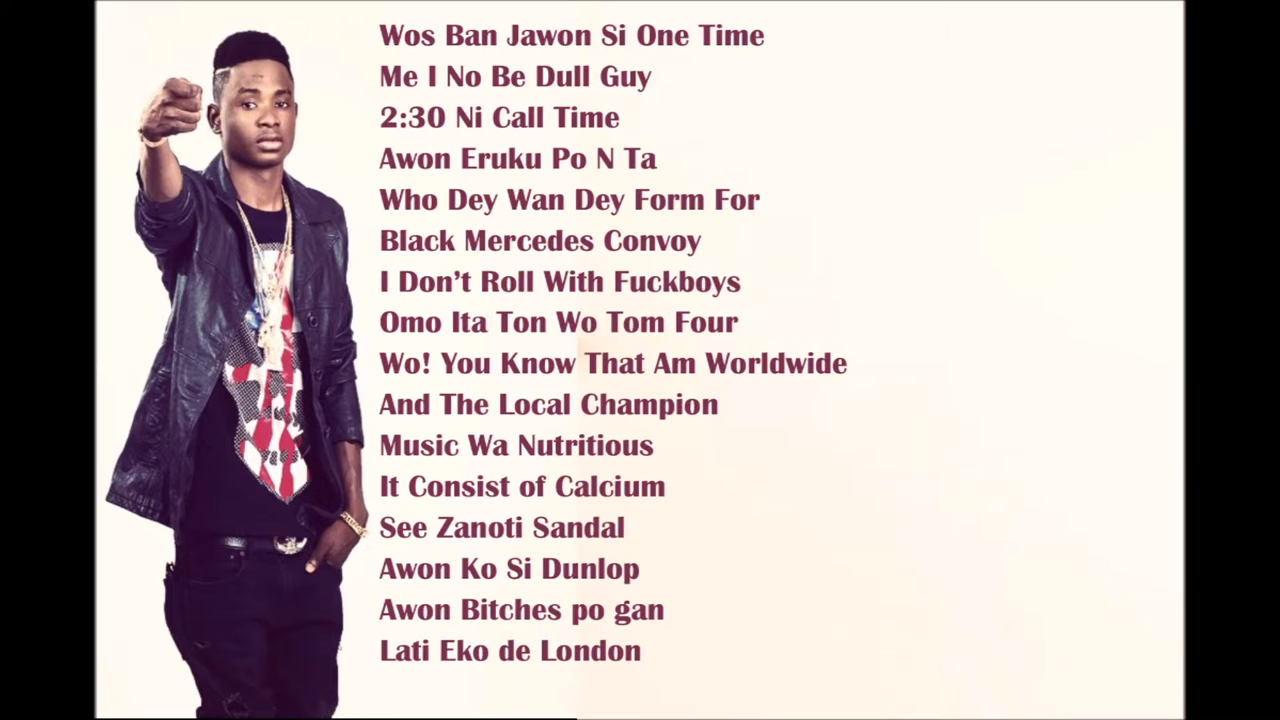 Wos Ban Jawon Si One Time
Me I No Be Dull Guy
2:30 Ni Call Time
Awon Eruku Po N Ta
Who Dey Wan Dey Form For
Black Mercedes Convoy
I Don’t Roll With Fuckboys
Omo Ita Ton Wo Tom Four
Wo! You Know That Am Worldwide
And The Local Champion
Music Wa Nutritious
It Consist of Calcium
See Zanoti Sandal
Awon Ko Si Dunlop
Awon Bitches po gan
Lati Eko de London